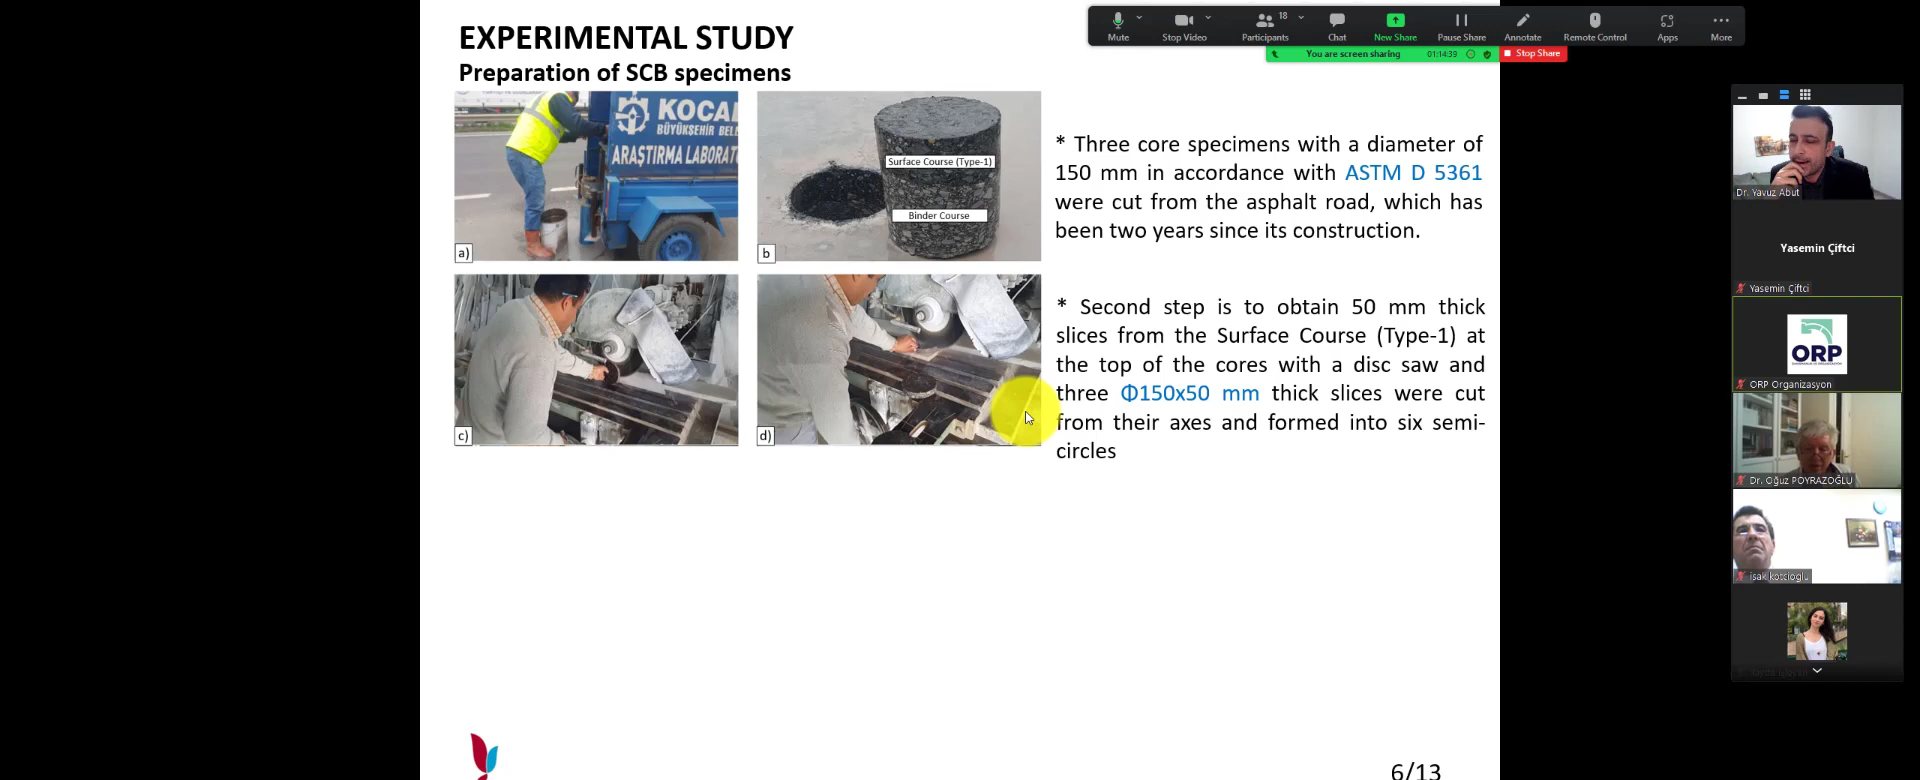 EXPERIMENTAL STUDY
Preparation of SCB specimens
KOCA
BÜYÜKŞEHİR BEL
ARAŞTIRMA LABORAT
a)
Surface Course (Type-1)
Binder Course
b
c)
d)
* Three core specimens with a diameter of
150 mm in accordance with ASTM D 5361
were cut from the asphalt road, which has
been two years since its construction.
* Second step is to obtain 50 mm thick
slices from the Surface Course (Type-1) at
the top of the cores with a disc saw and
three Φ150x50 mm thick slices were cut
from their axes and formed into six semi-
circles
6/13
18
Mute
Stop Video
Participants
Chat
New Share
Pause Share
Annotate
Remote Control
Apps
More
You are screen sharing
01:14:39
Stop Share
Dr. Yavuz Abut
Yasemin Çiftci
Yasemin Çiftci
ORP
ORP Organizasyon
Dr. Oğuz POYRAZOĞLU
isak kotcioglu